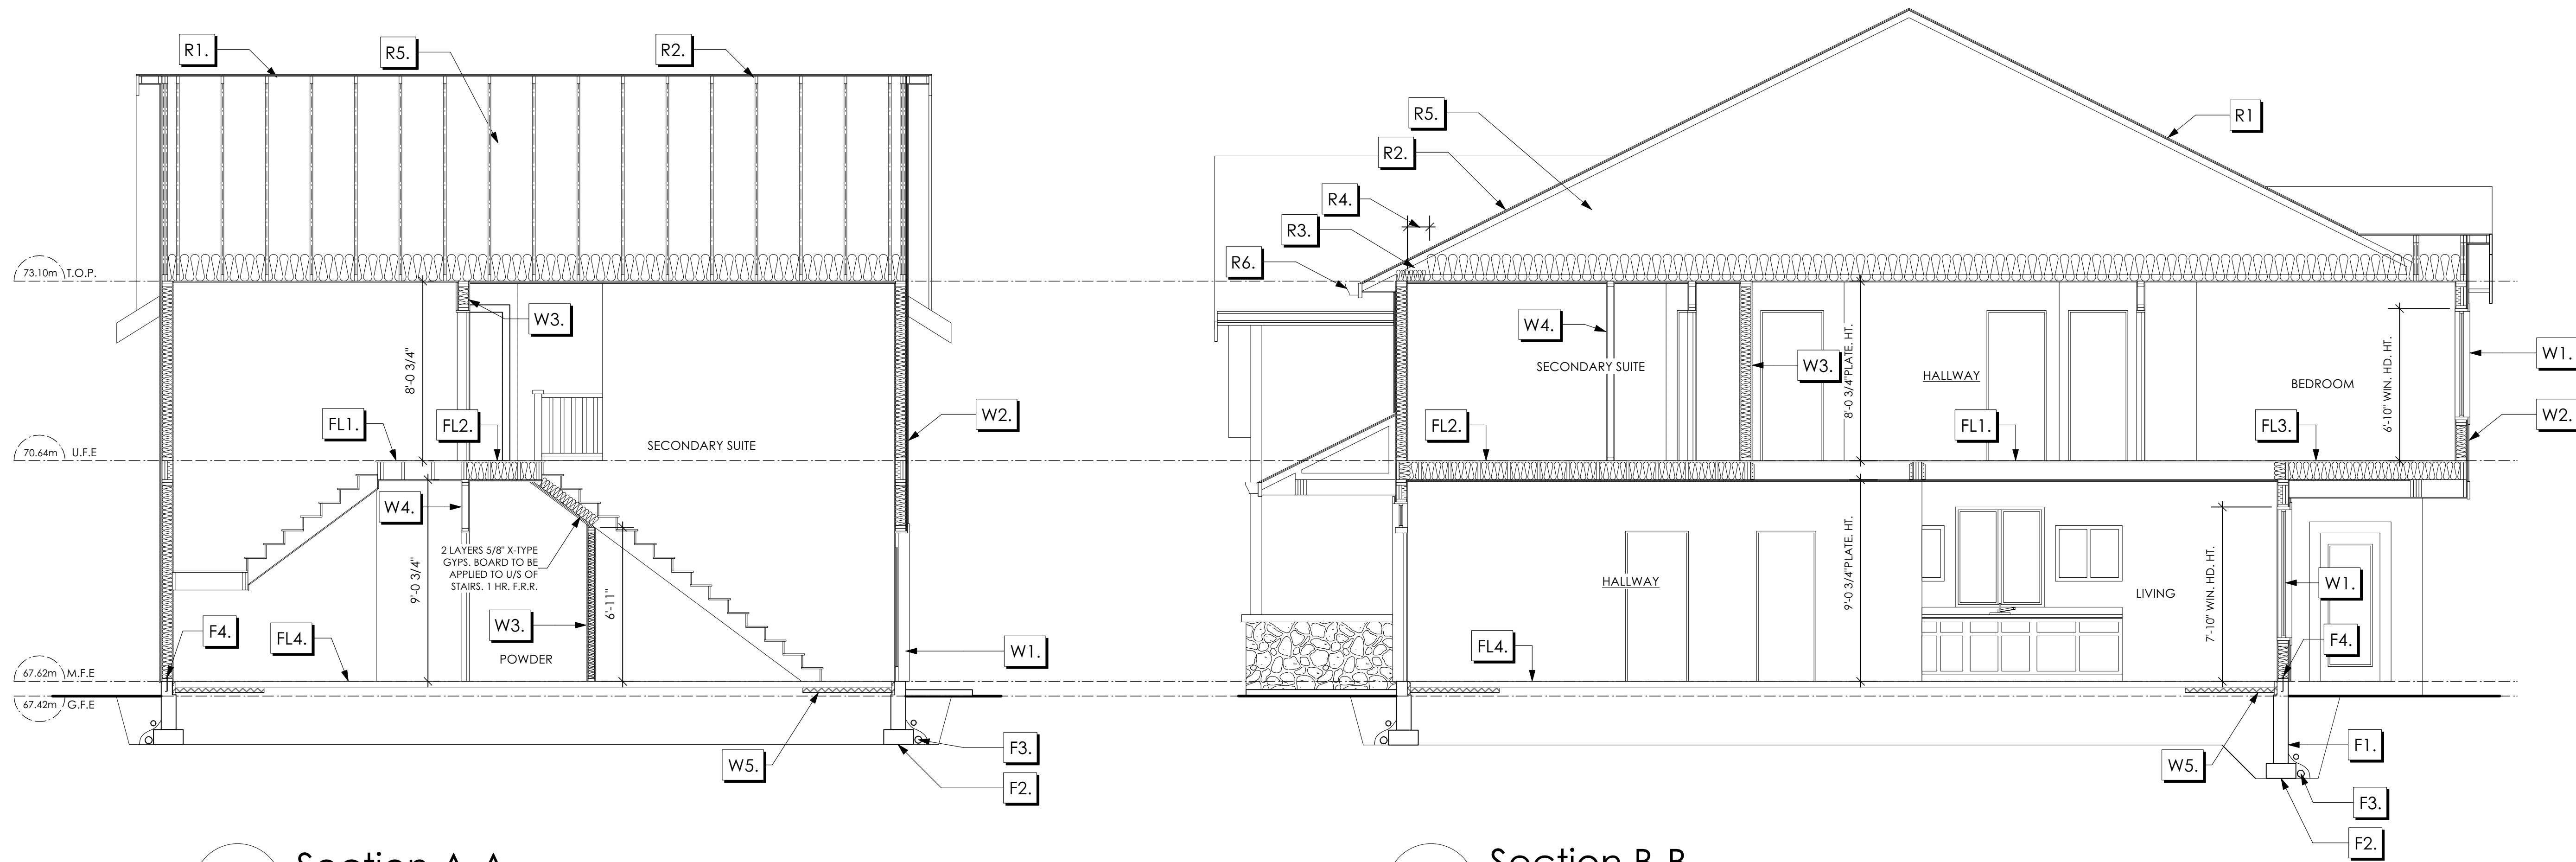 R1.
R5.
R2.
73.10m
T.O.P.
W3.
8'-0 3/4"
W2.
FL1.
FL2.
SECONDARY SUITE
70.64m
U.F.E
W4.
2 LAYERS 5/8" X-TYPE
GYPS. BOARD TO BE
APPLIED TO U/S OF
STAIRS. 1 HR. F.R.R.
9'-0 3/4"
6'-11"
F4.
FL4.
W3.
POWDER
W1.
67.62m
M.F.E
67.42m
G.F.E
W5.
F3.
F2.
Section A-A
R5.
R1
R2.
R4.
R3.
R6.
W4.
SECONDARY SUITE
W3.
8'-0 3/4"PLATE. HT.
HALLWAY
BEDROOM
6'-10" WIN. HD. HT.
W1.
W2.
FL2.
FL1.
FL3.
HALLWAY
9'-0 3/4"PLATE. HT.
LIVING
7'-10" WIN. HD. HT.
W1.
F4.
FL4.
W5.
F1.
F3.
F2.
Section B-B